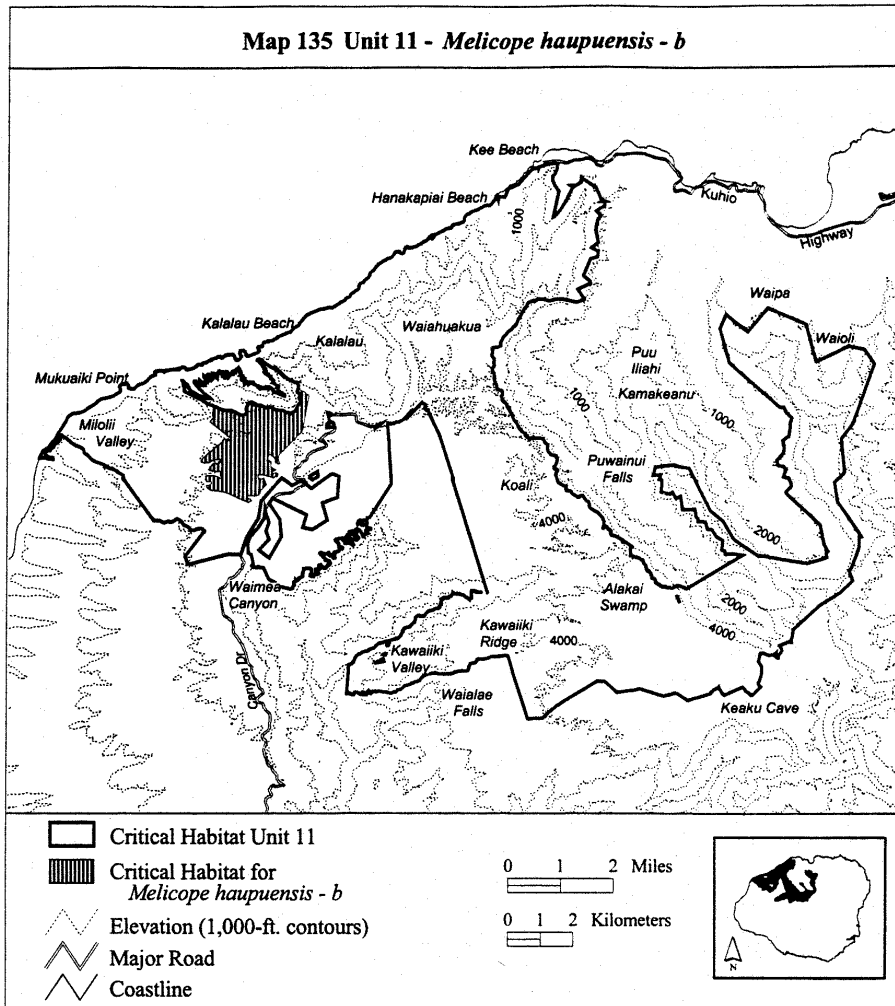 Map 135 Unit 11 - Melicope haupuensis - b
Kee Beach
Hanakapiai Beach
Kuhio
Highway
1000
Waipa
Kalalau Beach
Kalalau
Waiahuakua
Waioli
Mukuaiki Point
Puu
Iliahi
Kamakeanu
1000
1000
Milolii
Valley
Puwainui
Falls
Koali
4000
2000
Waimea
Canyon
Alakai
Swamp
2000
Kawaiiki
Ridge
4000
4000
Kawaiiki
Valley
Canyon Dr.
Waialae
Falls
Keaku Cave
Critical Habitat Unit 11
Critical Habitat for
Melicope haupuensis - b
Elevation (1,000-ft. contours)
Major Road
Coastline
0 1 2 Miles
0 1 2 Kilometers
N